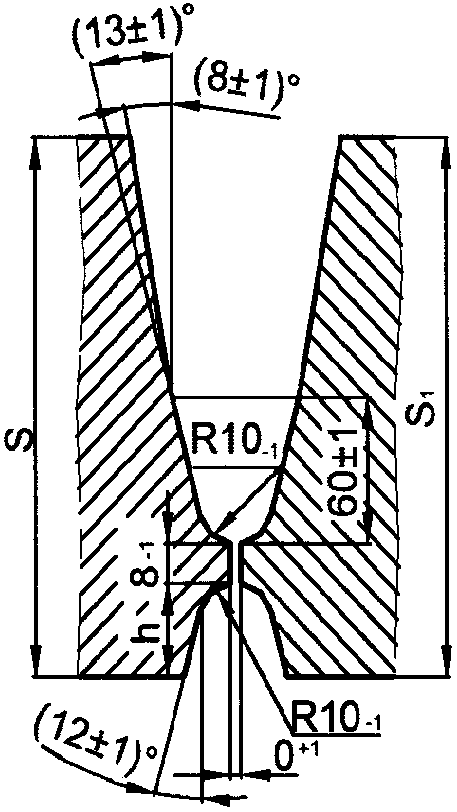 (13±1)°
(8±1)°
S
S₁
R10₋₁
60±1
8₋₁
h
R10₋₁
(12±1)°
0⁺¹